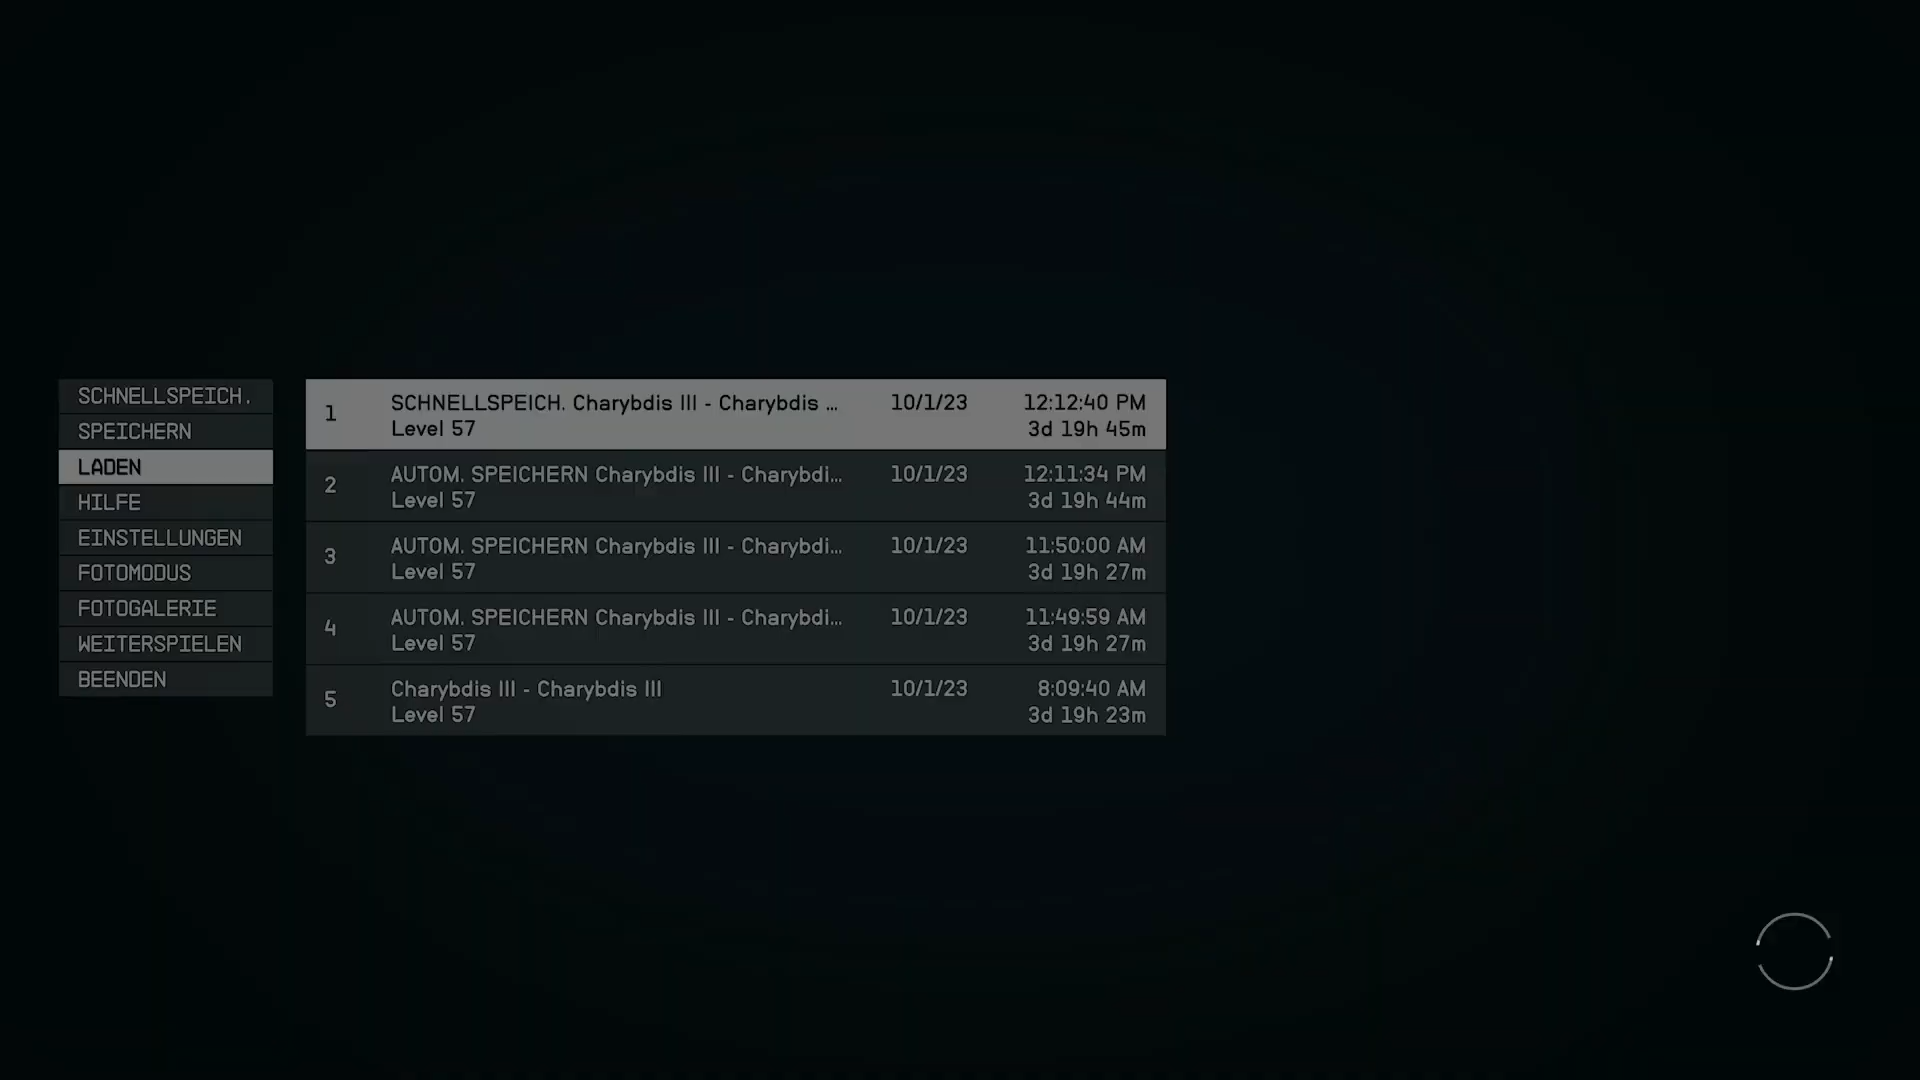 SCHNELLSPEICH.
SPEICHERN
LADEN
HILFE
EINSTELLUNGEN
FOTOMODUS
FOTOGALERIE
WEITERSPIELEN
BEENDEN
1 SCHNELLSPEICH. Charybdis III - Charybdis ... 10/1/23 12:12:40 PM
Level 57 3d 19h 45m
2 AUTOM. SPEICHERN Charybdis III - Charybdi... 10/1/23 12:11:34 PM
Level 57 3d 19h 44m
3 AUTOM. SPEICHERN Charybdis III - Charybdi... 10/1/23 11:50:00 AM
Level 57 3d 19h 27m
4 AUTOM. SPEICHERN Charybdis III - Charybdi... 10/1/23 11:49:59 AM
Level 57 3d 19h 27m
5 Charybdis III - Charybdis III 10/1/23 8:09:40 AM
Level 57 3d 19h 23m